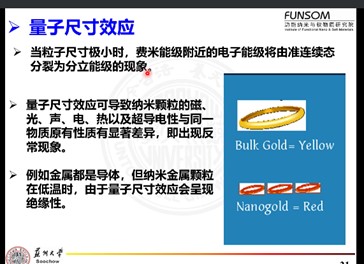 FUNSOM
功能纳米与软物质研究院
Institute of Functional Nano & Soft Materials
量子尺寸效应
当粒子尺寸极小时，费米能级附近的电子能级将由准连续态
分裂为分立能级的现象。
量子尺寸效应可导致纳米颗粒的磁、
光、声、电、热以及超导电性与同一
物质原有性质有显著差异，即出现反
常现象。
例如金属都是导体，但纳米金属颗粒
在低温时，由于量子尺寸效应会呈现
绝缘性。
Bulk Gold= Yellow
Nanogold = Red
苏州大学
Soochow